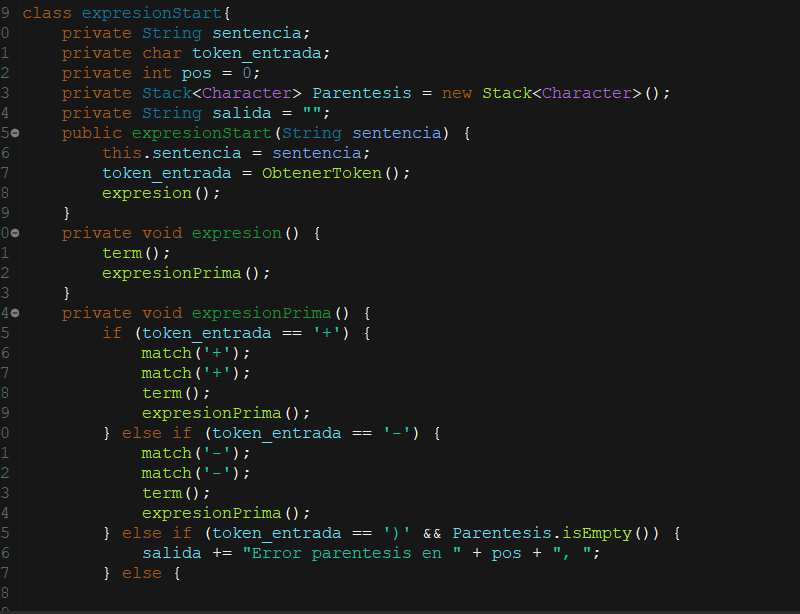 9 class expresionStart{
0     private String sentencia;
1     private char token_entrada;
2     private int pos = 0;
3     private Stack<Character> Parentesis = new Stack<Character>();
4     private String salida = "";
5     public expresionStart(String sentencia) {
6         this.sentencia = sentencia;
7         token_entrada = ObtenerToken();
8         expresion();
9     }
0     private void expresion() {
1         term();
2         expresionPrima();
3     }
4     private void expresionPrima() {
5         if (token_entrada == '+') {
6             match('+');
7             match('+');
8             term();
9             expresionPrima();
0         } else if (token_entrada == '-') {
1             match('-');
2             match('-');
3             term();
4             expresionPrima();
5         } else if (token_entrada == ')' && Parentesis.isEmpty()) {
6             salida += "Error parentesis en " + pos + ", ";
7         } else {
8